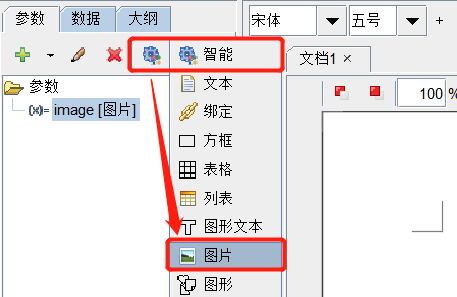 参数 数据 大纲
宋体 五号 +
智能 文档1 ×
参数 文本 100 %
(x)= image [图片] 绑定
方框
表格
列表
图形文本
图片
图形